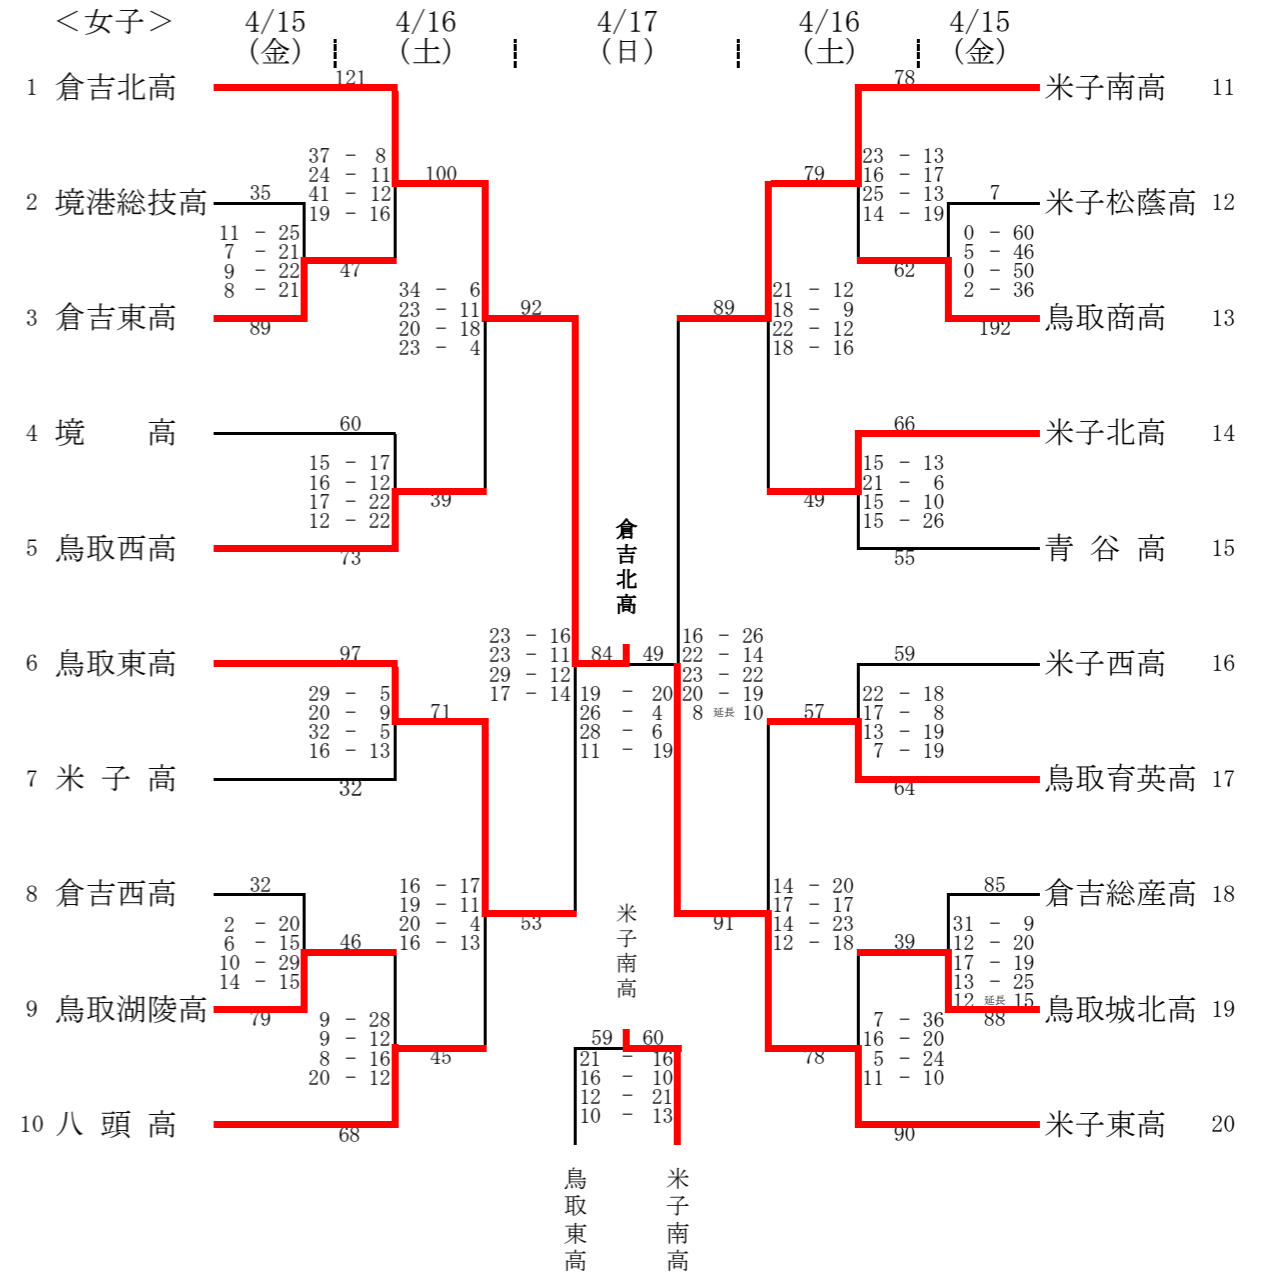 ＜女子＞ 4/15 4/16 4/17 4/16 4/15
（金） （土） （日） （土） （金）
1 倉吉北高 121 78 米子南高 11
37 － 8 23 － 13
24 － 11 100 79 16 － 17
41 － 12 25 － 13
19 － 16 14 － 19
2 境港総技高 35 7 米子松蔭高 12
11 － 25 0 － 60
7 － 21 5 － 46
9 － 22 47 62 0 － 50
8 － 21 2 － 36
34 － 6 21 － 12
23 － 11 92 89 18 － 9
20 － 18 22 － 12
23 － 4 18 － 16
3 倉吉東高 89 192 鳥取商高 13
4 境 高 60 66 米子北高 14
15 － 17 15 － 13
16 － 12 21 － 6
17 － 22 39 49 15 － 10
12 － 22 15 － 26
5 鳥取西高 73 55 青谷高 15
倉吉北高
23 － 16 16 － 26
23 － 11 84 49 22 － 14
29 － 12 23 － 22
17 － 14 20 － 19
8 延長 10
19 － 20
26 － 4
28 － 6
11 － 19
6 鳥取東高 97 59 米子西高 16
29 － 5 22 － 18
20 － 9 71 57 17 － 8
32 － 5 13 － 19
16 － 13 7 － 19
7 米子高 32 64 鳥取育英高 17
8 倉吉西高 32 85 倉吉総産高 18
16 － 17 14 － 20
19 － 11 53 91 17 － 17
20 － 4 14 － 23
16 － 13 12 － 18
2 － 20 31 － 9
6 － 15 46 39 12 － 20
10 － 29 17 － 19
14 － 15 13 － 25
12 延長 15
9 鳥取湖陵高 79 88 鳥取城北高 19
米子南高
9 － 28 7 － 36
9 － 12 16 － 20
8 － 16 45 78 5 － 24
20 － 12 11 － 10
59 60
21 － 16
16 － 10
12 － 21
10 － 13
10 八頭高 68 90 米子東高 20
鳥取東高 米子南高